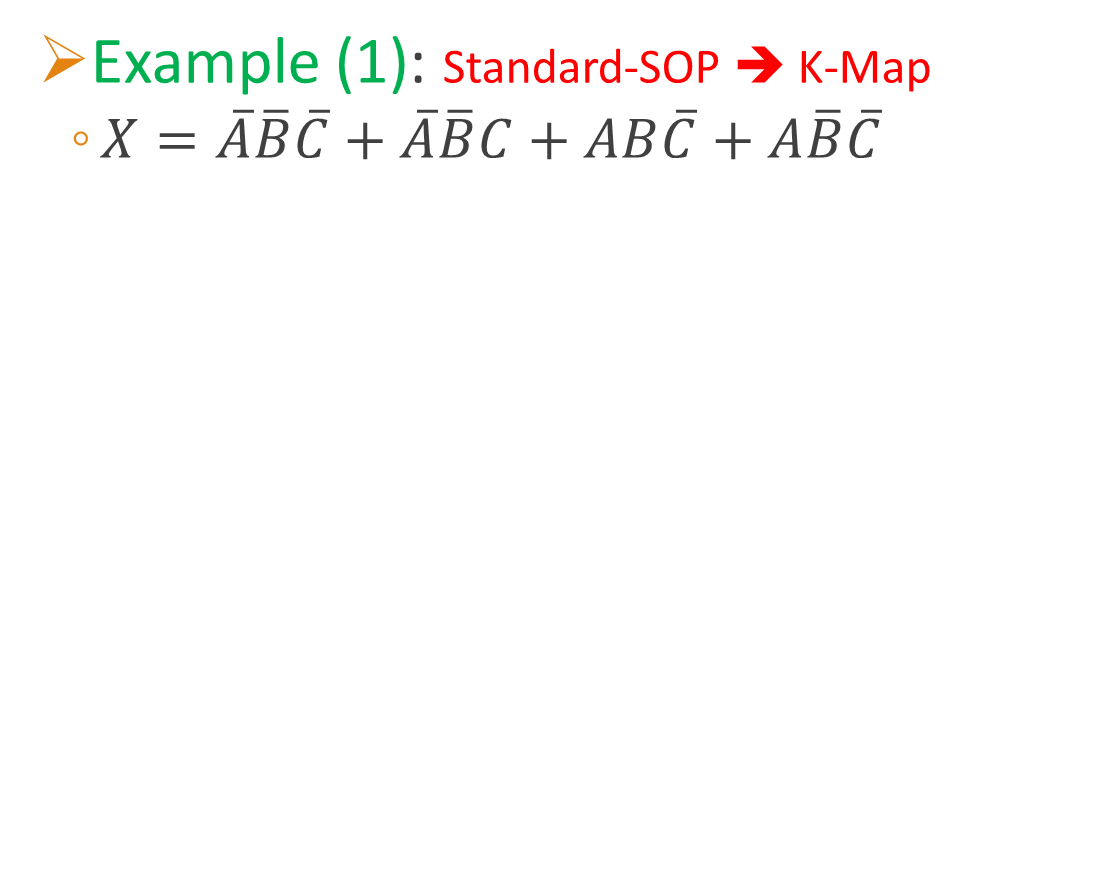 ➢Example (1): Standard-SOP ➔ K-Map
◦ X = A̅B̅C̅ + A̅B̅C + ABC̅ + AB̅C̅